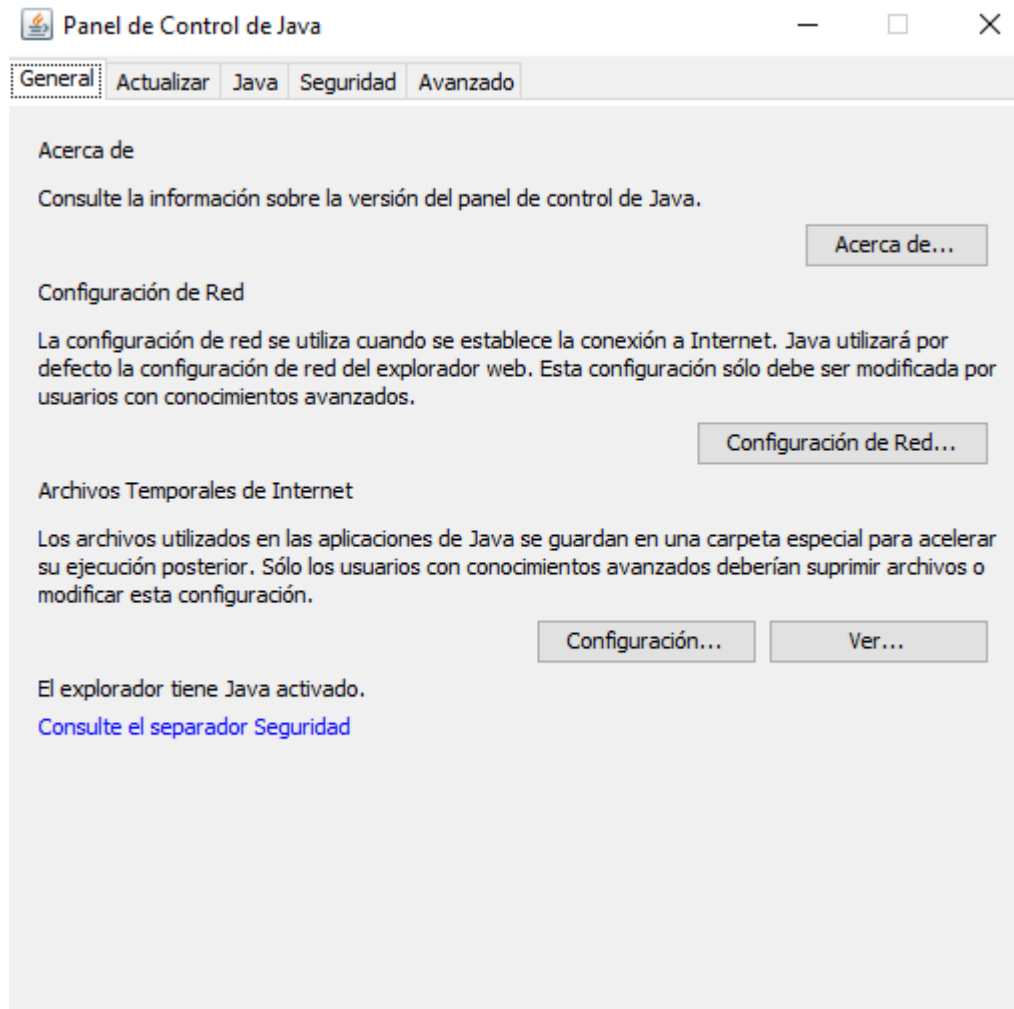 Panel de Control de Java
General Actualizar Java Seguridad Avanzado
Acerca de
Consulte la información sobre la versión del panel de control de Java.
Acerca de...
Configuración de Red
La configuración de red se utiliza cuando se establece la conexión a Internet. Java utilizará por
defecto la configuración de red del explorador web. Esta configuración sólo debe ser modificada por
usuarios con conocimientos avanzados.
Configuración de Red...
Archivos Temporales de Internet
Los archivos utilizados en las aplicaciones de Java se guardan en una carpeta especial para acelerar
su ejecución posterior. Sólo los usuarios con conocimientos avanzados deberían suprimir archivos o
modificar esta configuración.
Configuración... Ver...
El explorador tiene Java activado.
Consulte el separador Seguridad